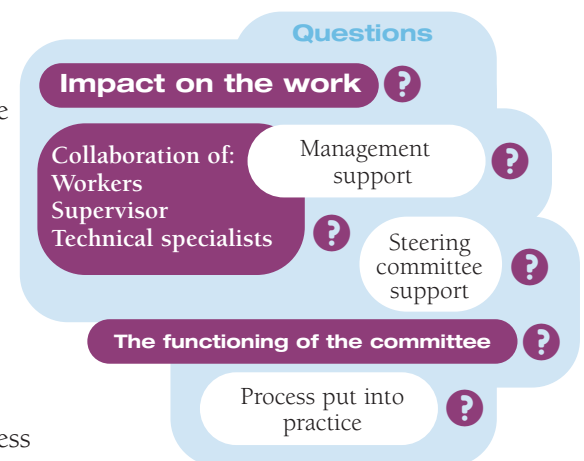 Questions
Impact on the work ?
e
Collaboration of:
Workers
Supervisor
Technical specialists ?
Management
support ?
Steering
committee
support ?
The functioning of the committee ?
Process put into
practice ?
ess